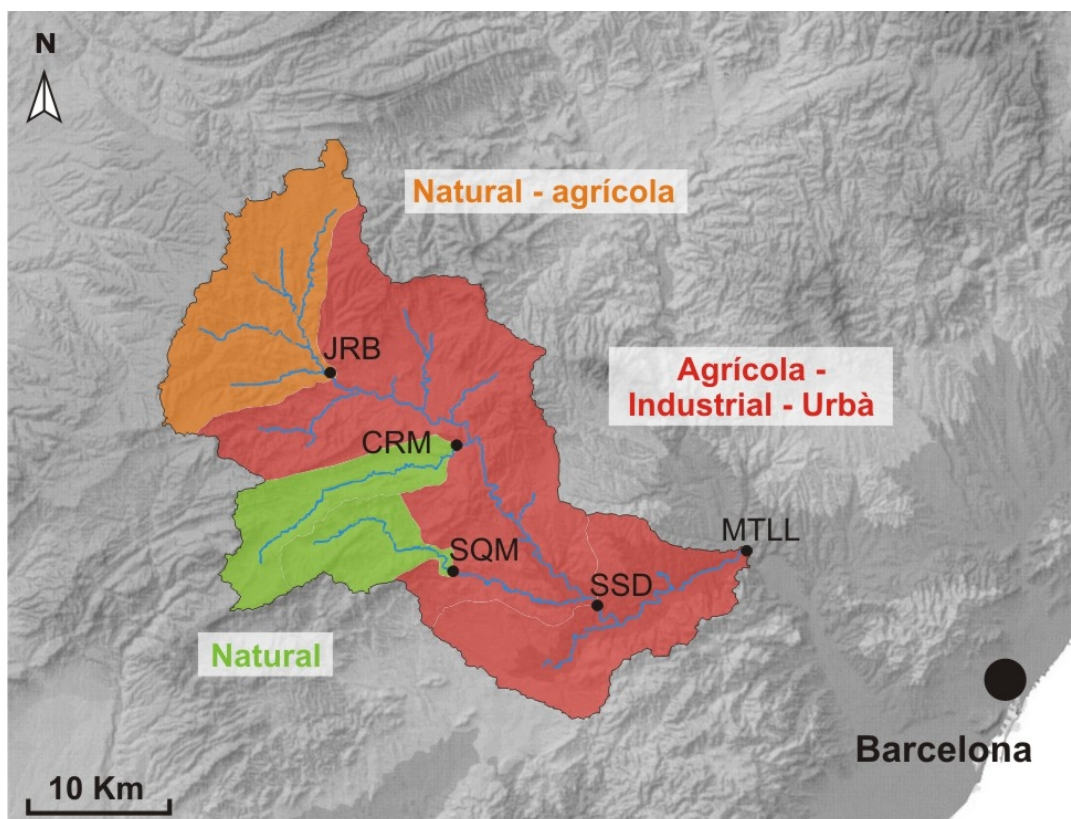 N
Natural - agrícola
JRB
Agrícola -
Industrial - Urbà
CRM
MTLL
SQM
SSD
Natural
Barcelona
10 Km